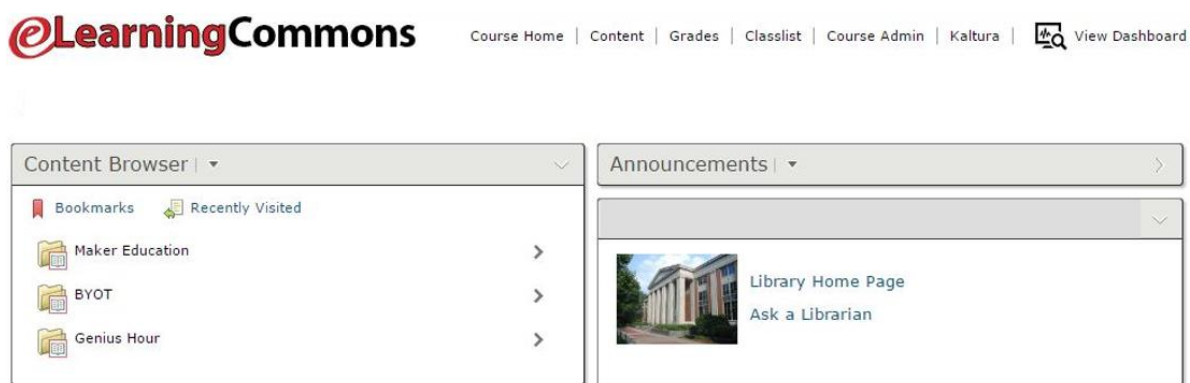 eLearningCommons
Course Home | Content | Grades | Classlist | Course Admin | Kaltura | View Dashboard
Content Browser |
Bookmarks Recently Visited
Maker Education
BYOT
Genius Hour
Announcements |
Library Home Page
Ask a Librarian